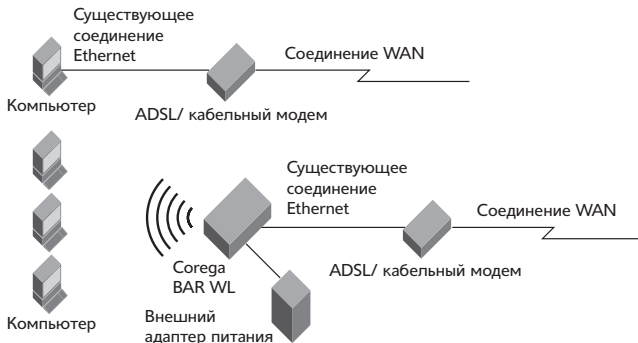 Существующее
соединение
Ethernet
Соединение WAN
Компьютер
ADSL/ кабельный модем
Существующее
соединение
Ethernet
Соединение WAN
Corega
BAR WL
ADSL/ кабельный модем
Компьютер
Внешний
адаптер питания